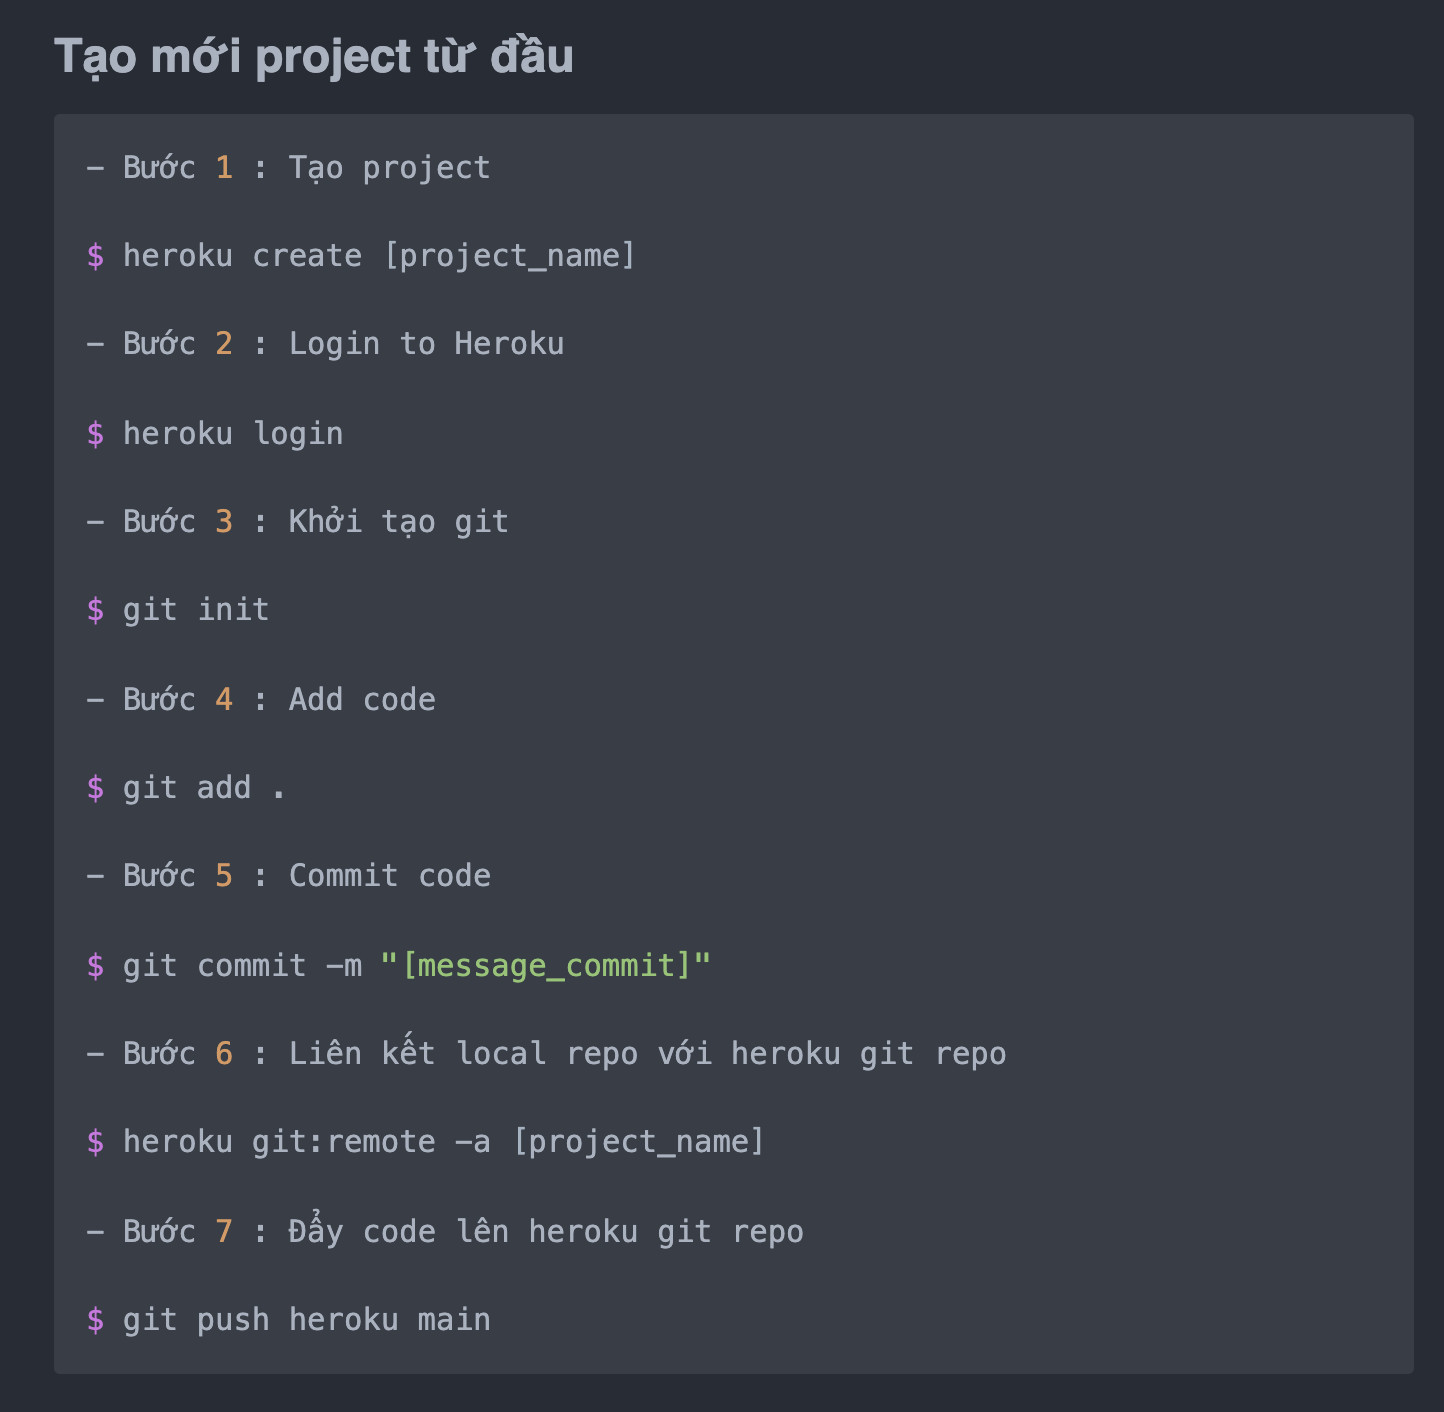 Tạo mới project từ đầu
- Bước 1 : Tạo project
$ heroku create [project_name]
- Bước 2 : Login to Heroku
$ heroku login
- Bước 3 : Khởi tạo git
$ git init
- Bước 4 : Add code
$ git add .
- Bước 5 : Commit code
$ git commit -m "[message_commit]"
- Bước 6 : Liên kết local repo với heroku git repo
$ heroku git:remote -a [project_name]
- Bước 7 : Đẩy code lên heroku git repo
$ git push heroku main